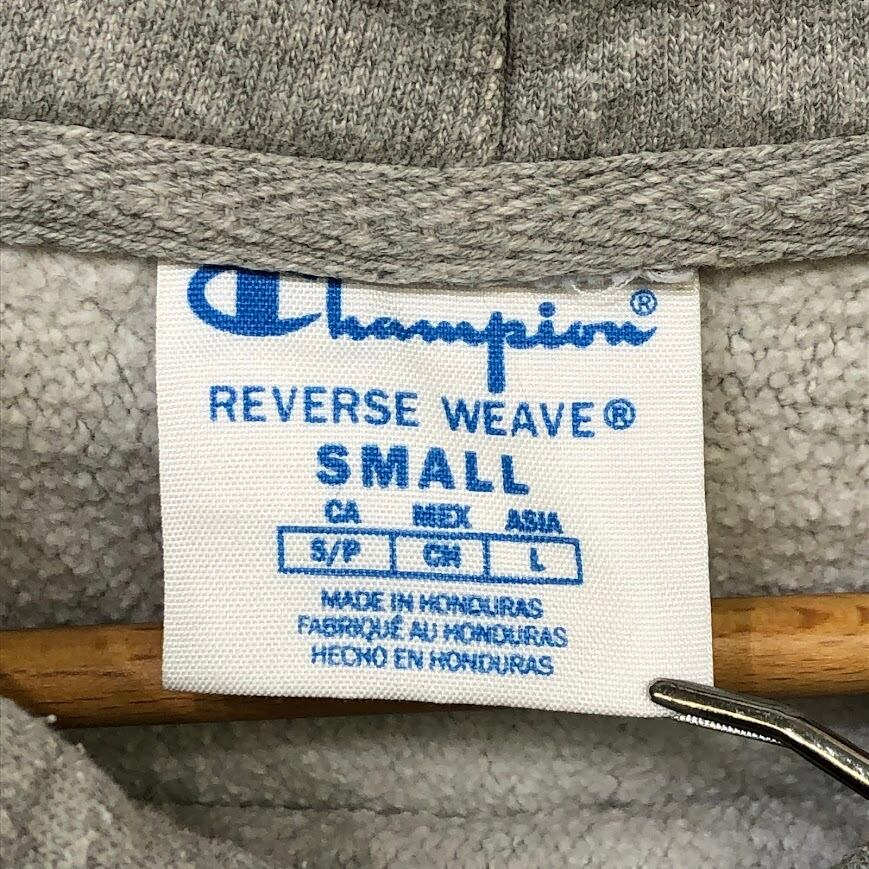 Champion®
REVERSE WEAVE®
SMALL
CA MEX ASIA
S/P CH L
MADE IN HONDURAS
FABRIQUÉ AU HONDURAS
HECHO EN HONDURAS